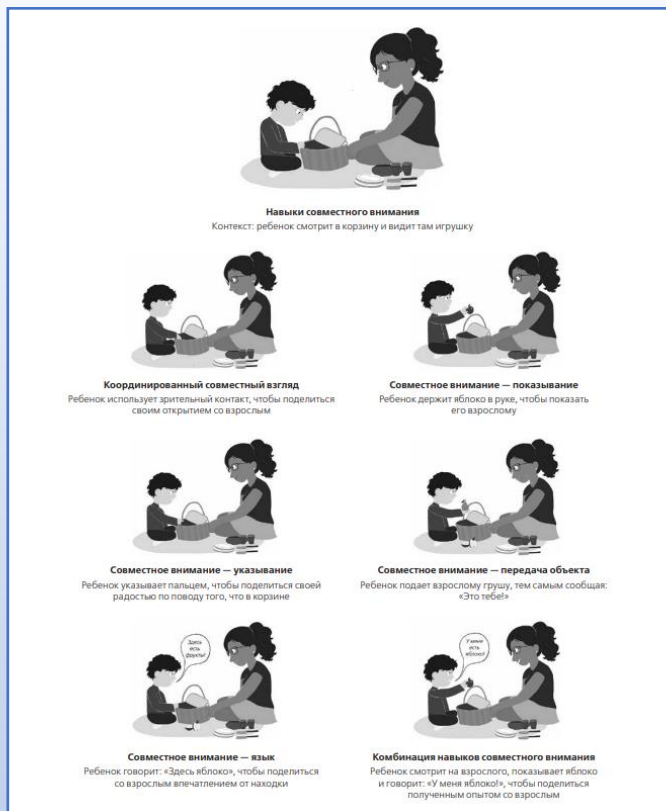 Навыки совместного внимания
Контекст: ребенок смотрит в корзину и видит там игрушку
Координированный совместный взгляд
Ребенок использует зрительный контакт, чтобы поделиться
своим открытием со взрослым
Совместное внимание — показывание
Ребенок держит яблоко в руке, чтобы показать
его взрослому
Совместное внимание — указывание
Ребенок указывает пальцем, чтобы поделиться своей
радостью по поводу того, что в корзине
Совместное внимание — передача объекта
Ребенок подает взрослому грушу, тем самым сообщая:
«Это тебе!»
Здесь
есть
фрукты!
Совместное внимание — язык
Ребенок говорит: «Здесь яблоко», чтобы поделиться
со взрослым впечатлением от находки
У меня
есть
яблоко!
Комбинация навыков совместного внимания
Ребенок смотрит на взрослого, показывает яблоко
и говорит: «У меня яблоко!», чтобы поделиться
полученным опытом со взрослым